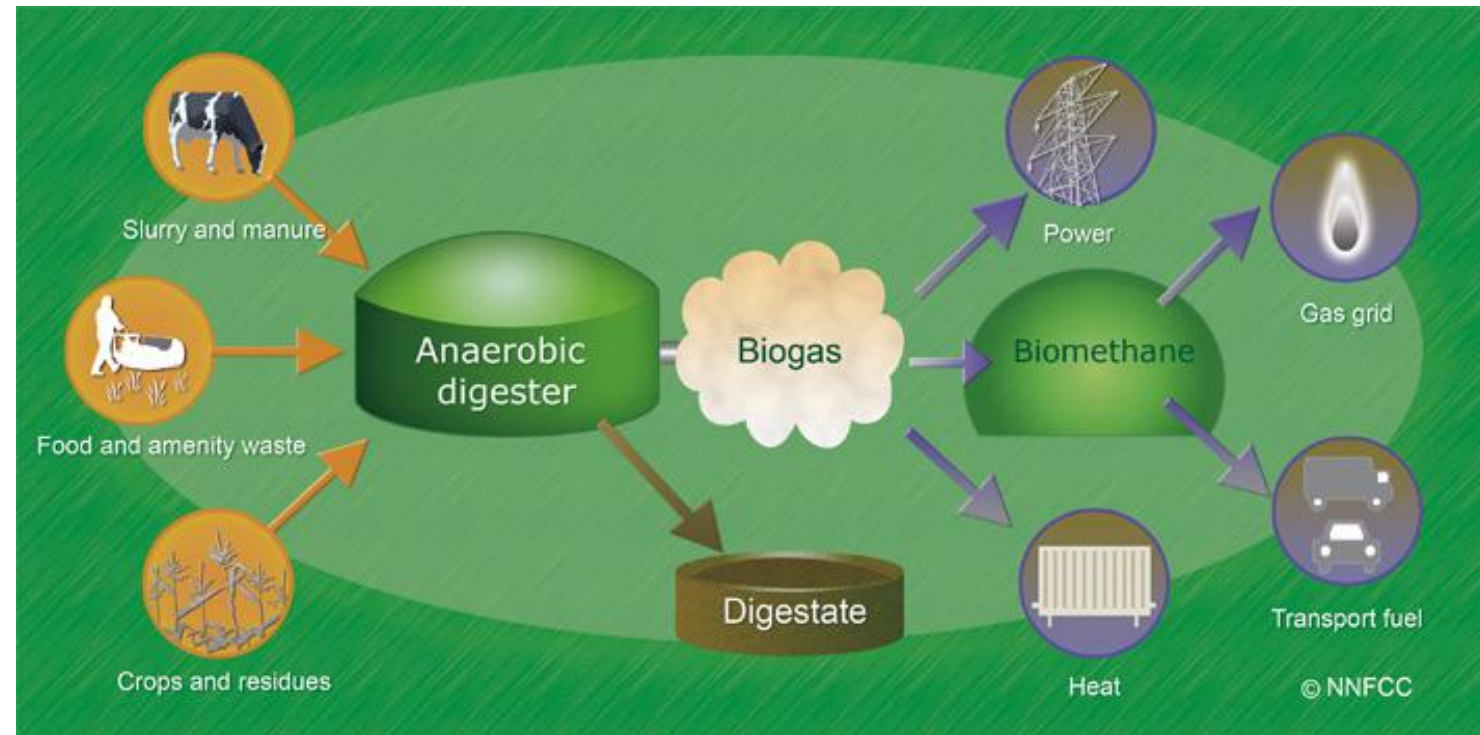 Slurry and manure
Food and amenity waste
Crops and residues
Anaerobic
digester
Biogas
Digestate
Power
Biomethane
Heat
Gas grid
Transport fuel
© NNFCC